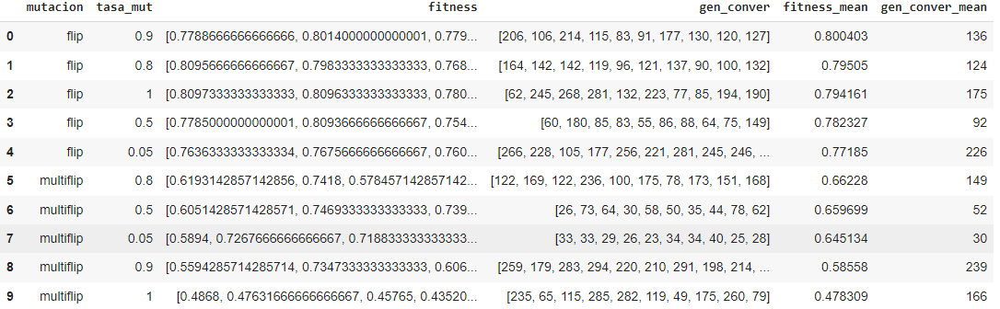 mutacion tasa_mut fitness gen_conver fitness_mean gen_conver_mean
0 flip 0.9 [0.7788666666666666, 0.8014000000000001, 0.779... [206, 106, 214, 115, 83, 91, 177, 130, 120, 127] 0.800403 136
1 flip 0.8 [0.8095666666666667, 0.7983333333333333, 0.768... [164, 142, 142, 119, 96, 121, 137, 90, 100, 132] 0.79505 124
2 flip 1 [0.8097333333333333, 0.8096333333333333, 0.780... [62, 245, 268, 281, 132, 223, 77, 85, 194, 190] 0.794161 175
3 flip 0.5 [0.7785000000000001, 0.8093666666666667, 0.754... [60, 180, 85, 83, 55, 86, 88, 64, 75, 149] 0.782327 92
4 flip 0.05 [0.7636333333333334, 0.7675666666666667, 0.760... [266, 228, 105, 177, 256, 221, 281, 245, 246, ... 0.77185 226
5 multiflip 0.8 [0.6193142857142856, 0.7418, 0.578457142857142... [122, 169, 122, 236, 100, 175, 78, 173, 151, 168] 0.66228 149
6 multiflip 0.5 [0.6051428571428571, 0.7469333333333333, 0.739... [26, 73, 64, 30, 58, 50, 35, 44, 78, 62] 0.659699 52
7 multiflip 0.05 [0.5894, 0.7267666666666667, 0.718833333333333... [33, 33, 29, 26, 23, 34, 34, 40, 25, 28] 0.645134 30
8 multiflip 0.9 [0.5594285714285714, 0.7347333333333333, 0.606... [259, 179, 283, 294, 220, 210, 291, 198, 214, ... 0.58558 239
9 multiflip 1 [0.4868, 0.47631666666666667, 0.45765, 0.43520... [235, 65, 115, 285, 282, 119, 49, 175, 260, 79] 0.478309 166